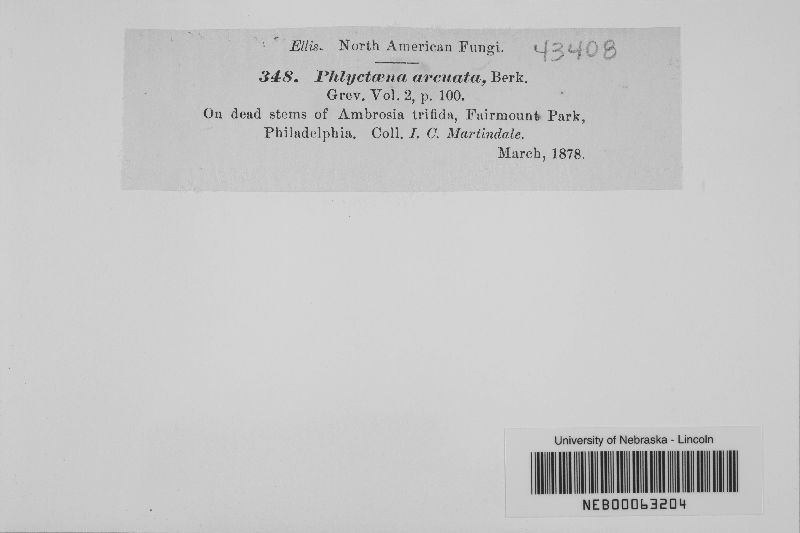 Ellis. North American Fungi. 43408
348. Phlyctæna arcuata, Berk.
Grev. Vol. 2, p. 100.
On dead stems of Ambrosia trifida, Fairmount Park,
Philadelphia. Coll. I. C. Martindale.
March, 1878.
University of Nebraska - Lincoln
NEB00063204